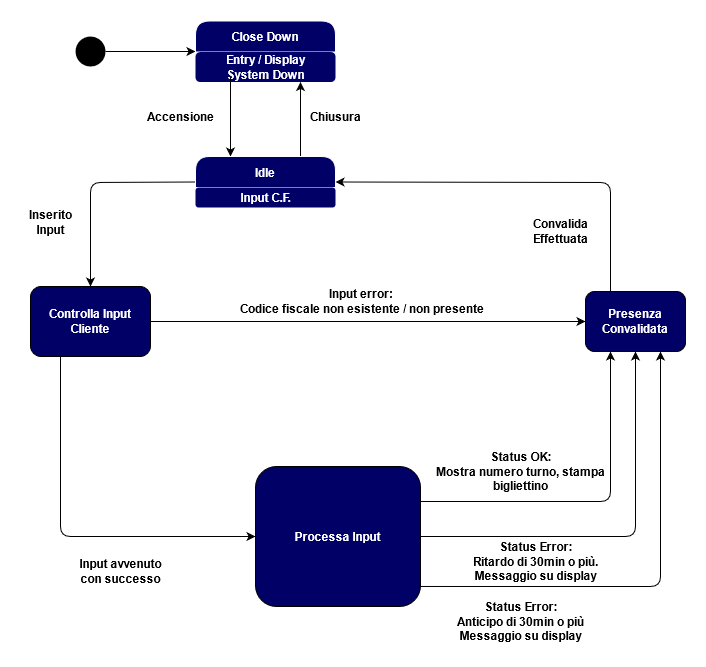 Close Down
Entry / Display
System Down
Accensione
Chiusura
Idle
Input C.F.
Inserito
Input
Convalida
Effettuata
Input error:
Codice fiscale non esistente / non presente
Controlla Input
Cliente
Presenza
Convalidata
Status OK:
Mostra numero turno, stampa
bigliettino
Processa Input
Status Error:
Ritardo di 30min o più.
Messaggio su display
Input avvenuto
con successo
Status Error:
Anticipo di 30min o più
Messaggio su display